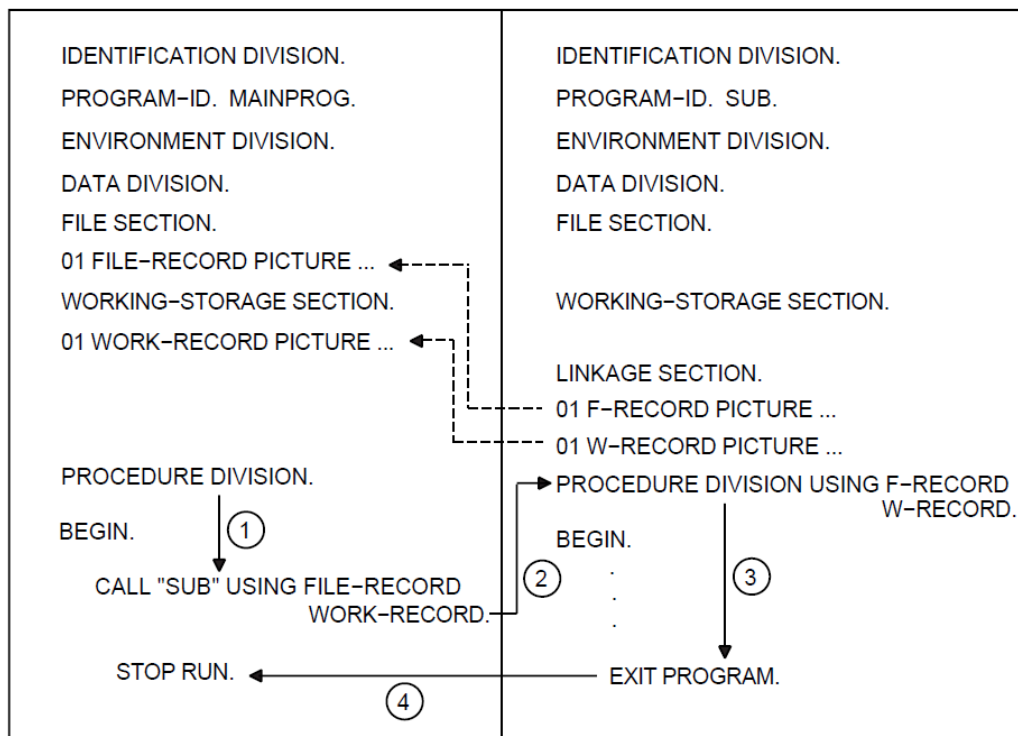 IDENTIFICATION DIVISION.
PROGRAM-ID. MAINPROG.
ENVIRONMENT DIVISION.
DATA DIVISION.
FILE SECTION.
01 FILE-RECORD PICTURE ...
WORKING-STORAGE SECTION.
01 WORK-RECORD PICTURE ...
PROCEDURE DIVISION.
1
BEGIN.
CALL "SUB" USING FILE-RECORD
WORK-RECORD.
STOP RUN.
IDENTIFICATION DIVISION.
PROGRAM-ID. SUB.
ENVIRONMENT DIVISION.
DATA DIVISION.
FILE SECTION.
WORKING-STORAGE SECTION.
LINKAGE SECTION.
01 F-RECORD PICTURE ...
01 W-RECORD PICTURE ...
PROCEDURE DIVISION USING F-RECORD
W-RECORD.
2
BEGIN.
3
.
.
.
EXIT PROGRAM.
4